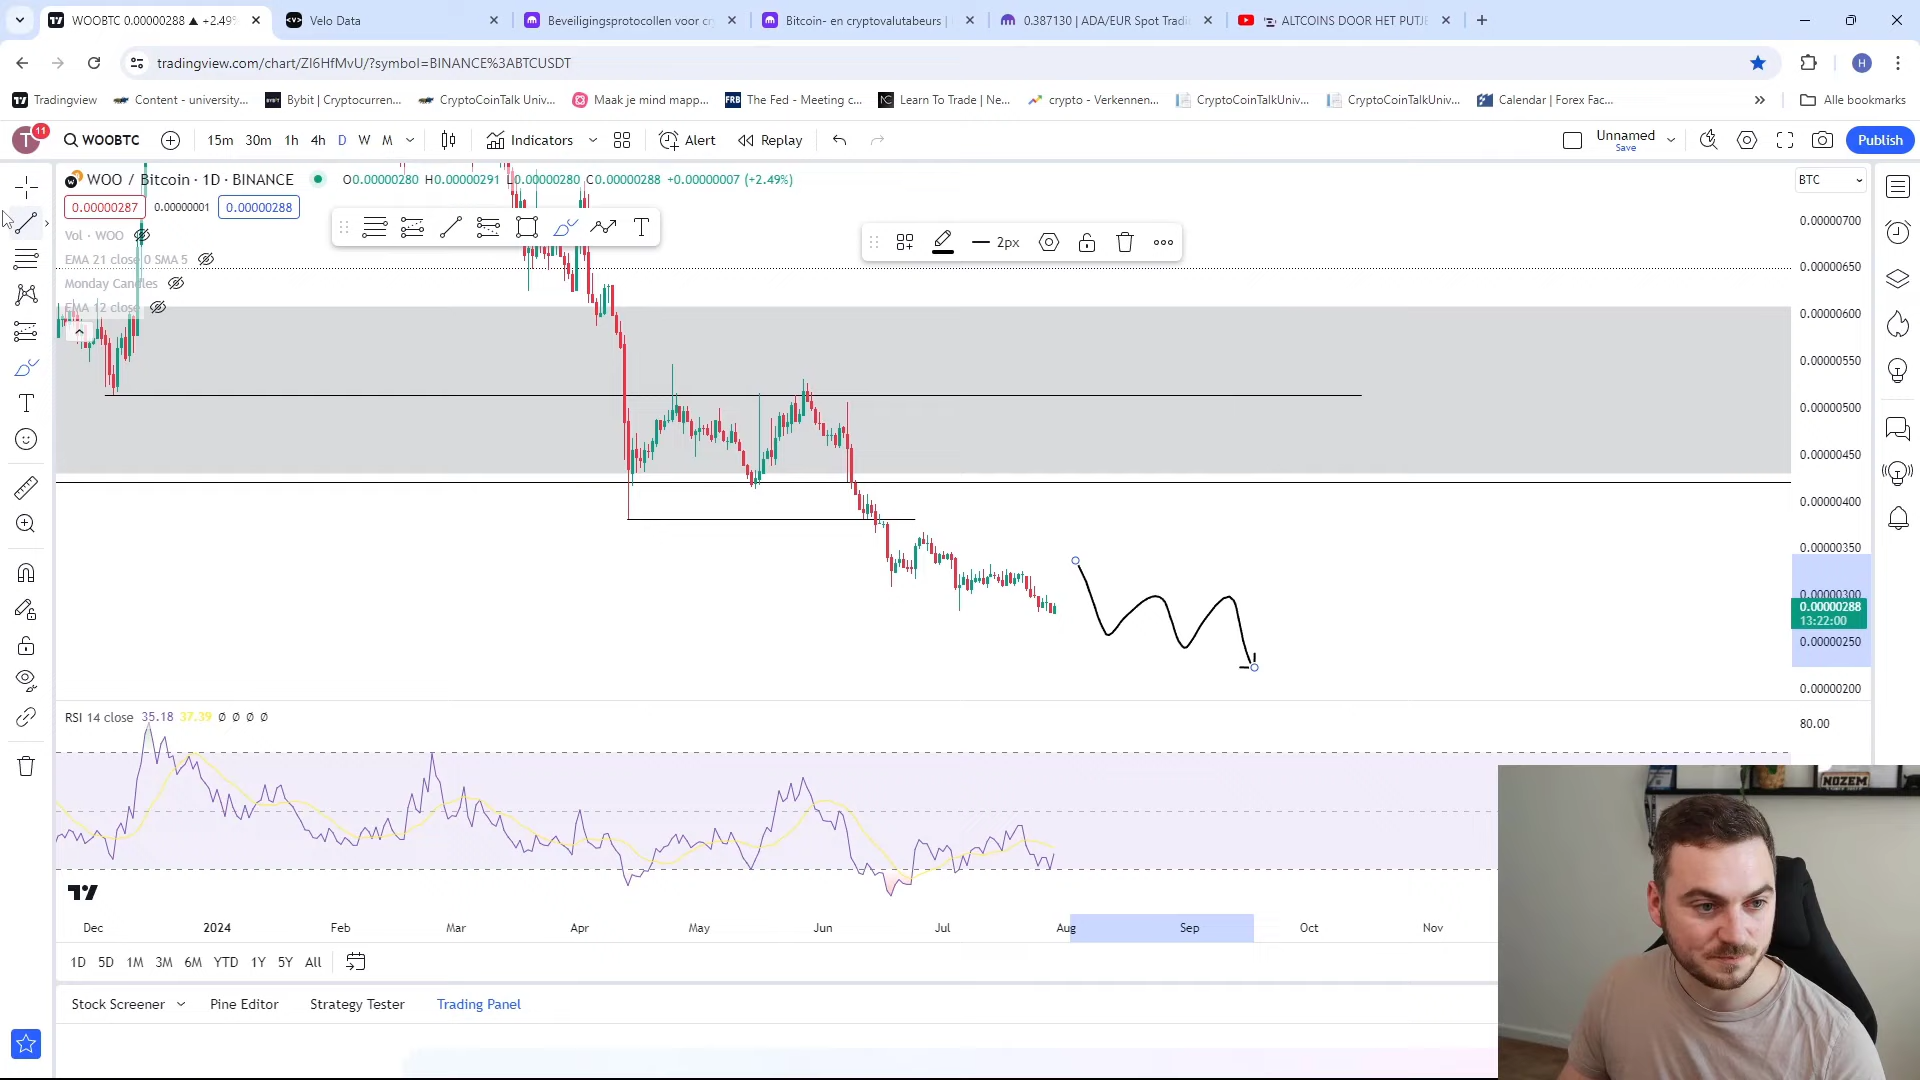 WOOBTC 0.00000288 ▲ +2.49%
Velo Data
Beveiligingsprotocollen voor cr
Bitcoin- en cryptovalutabeurs |
0.387130 | ADA/EUR Spot Tradi
ALTCOINS DOOR HET PUTJE
tradingview.com/chart/ZI6HfMvU/?symbol=BINANCE%3ABTCUSDT
H
Tradingview
Content - university...
BYBIT
Bybit | Cryptocurren...
CryptoCoinTalk Univ...
Maak je mind mapp...
FRB
The Fed - Meeting c...
NC
Learn To Trade | Ne...
crypto - Verkennen...
CryptoCoinTalkUniv...
CryptoCoinTalkUniv...
Calendar | Forex Fac...
Alle bookmarks
T
11
WOOBTC
15m
30m
1h
4h
D
W
M
Indicators
Alert
Replay
Unnamed
Save
Publish
WOO / Bitcoin · 1D · BINANCE
O0.00000280 H0.00000291 L0.00000280 C0.00000288 +0.00000007 (+2.49%)
0.00000287
0.00000001
0.00000288
Vol · WOO
EMA 21 close 0 SMA 5
Monday Candles
EMA 12 close
T
2px
BTC
0.00000700
0.00000650
0.00000600
0.00000550
0.00000500
0.00000450
0.00000400
0.00000350
0.00000300
0.00000288
13:22:00
0.00000250
0.00000200
RSI 14 close 35.18 37.39 Ø Ø Ø Ø
80.00
Dec
2024
Feb
Mar
Apr
May
Jun
Jul
Aug
Sep
Oct
Nov
1D
5D
1M
3M
6M
YTD
1Y
5Y
All
Stock Screener
Pine Editor
Strategy Tester
Trading Panel
NOZEM